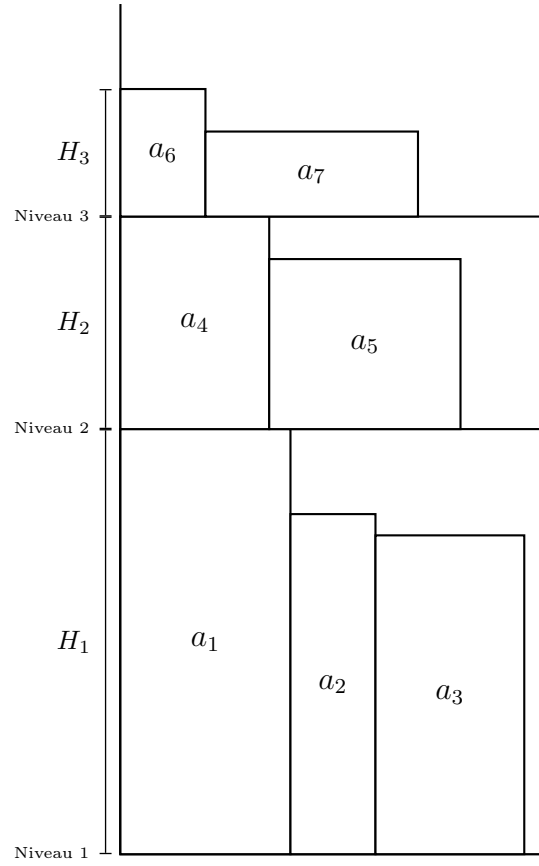 H₃
a₆
a₇
Niveau 3
H₂
a₄
a₅
Niveau 2
H₁
a₁
a₂
a₃
Niveau 1